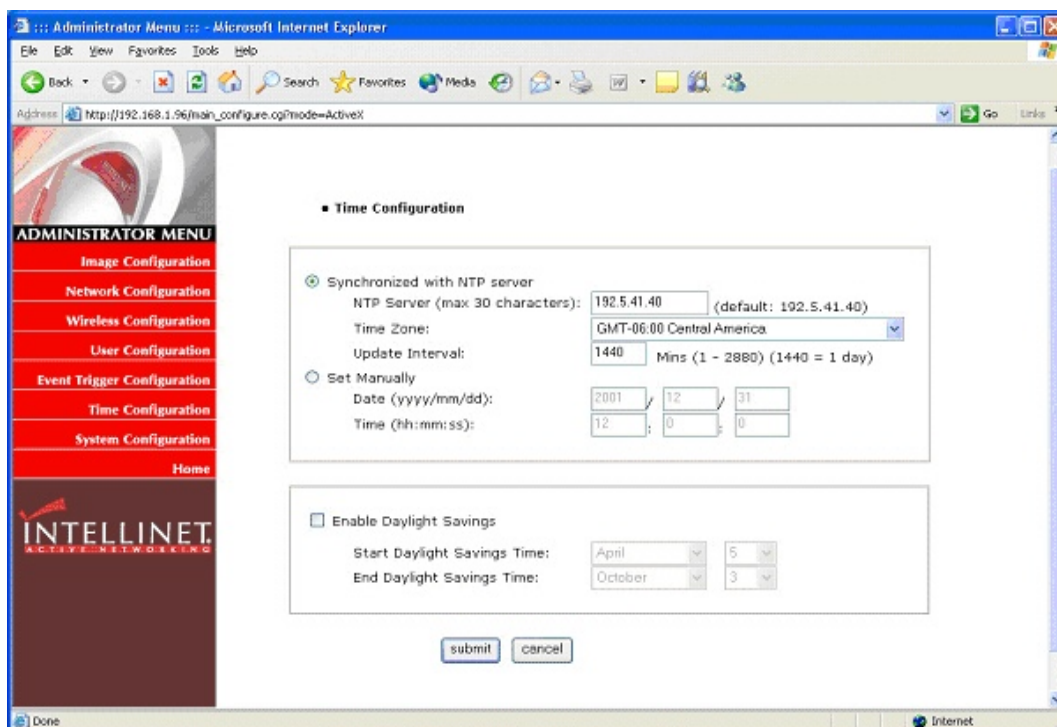 ::: Administrator Menu ::: - Microsoft Internet Explorer
File Edit View Favorites Tools Help
Back Search Favorites Media
Address http://192.168.1.96/main_configure.cgi?mode=ActiveX Go Links
ADMINISTRATOR MENU
Image Configuration
Network Configuration
Wireless Configuration
User Configuration
Event Trigger Configuration
Time Configuration
System Configuration
Home
INTELLINET.
ACTIVE NETWORKING
▪ Time Configuration
Synchronized with NTP server
NTP Server (max 30 characters): 192.5.41.40 (default: 192.5.41.40)
Time Zone: GMT-06:00 Central America
Update Interval: 1440 Mins (1 - 2880) (1440 = 1 day)
Set Manually
Date (yyyy/mm/dd): 2001 / 12 / 31
Time (hh:mm:ss): 12 : 0 : 0
Enable Daylight Savings
Start Daylight Savings Time: April 5
End Daylight Savings Time: October 3
submit cancel
Done Internet